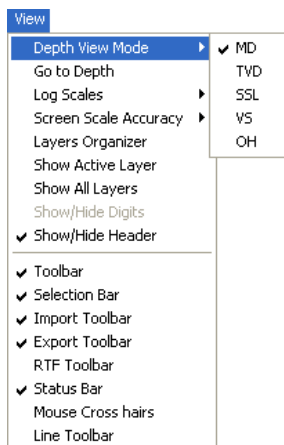 View
Depth View Mode
Go to Depth
Log Scales
Screen Scale Accuracy
Layers Organizer
Show Active Layer
Show All Layers
Show/Hide Digits
Show/Hide Header
Toolbar
Selection Bar
Import Toolbar
Export Toolbar
RTF Toolbar
Status Bar
Mouse Cross hairs
Line Toolbar
MD
TVD
SSL
VS
OH